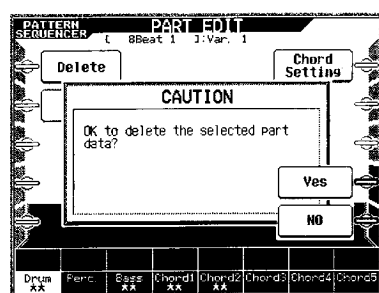 PATTERN SEQUENCER PART EDIT
[ 8Beat 1 ]:Var. 1
Delete
Chord Setting
CAUTION
OK to delete the selected part
data?
Yes
NO
Drum Perc. Bass Chord1 Chord2 Chord3 Chord4 Chord5
★★ ★★ ★★ ★★